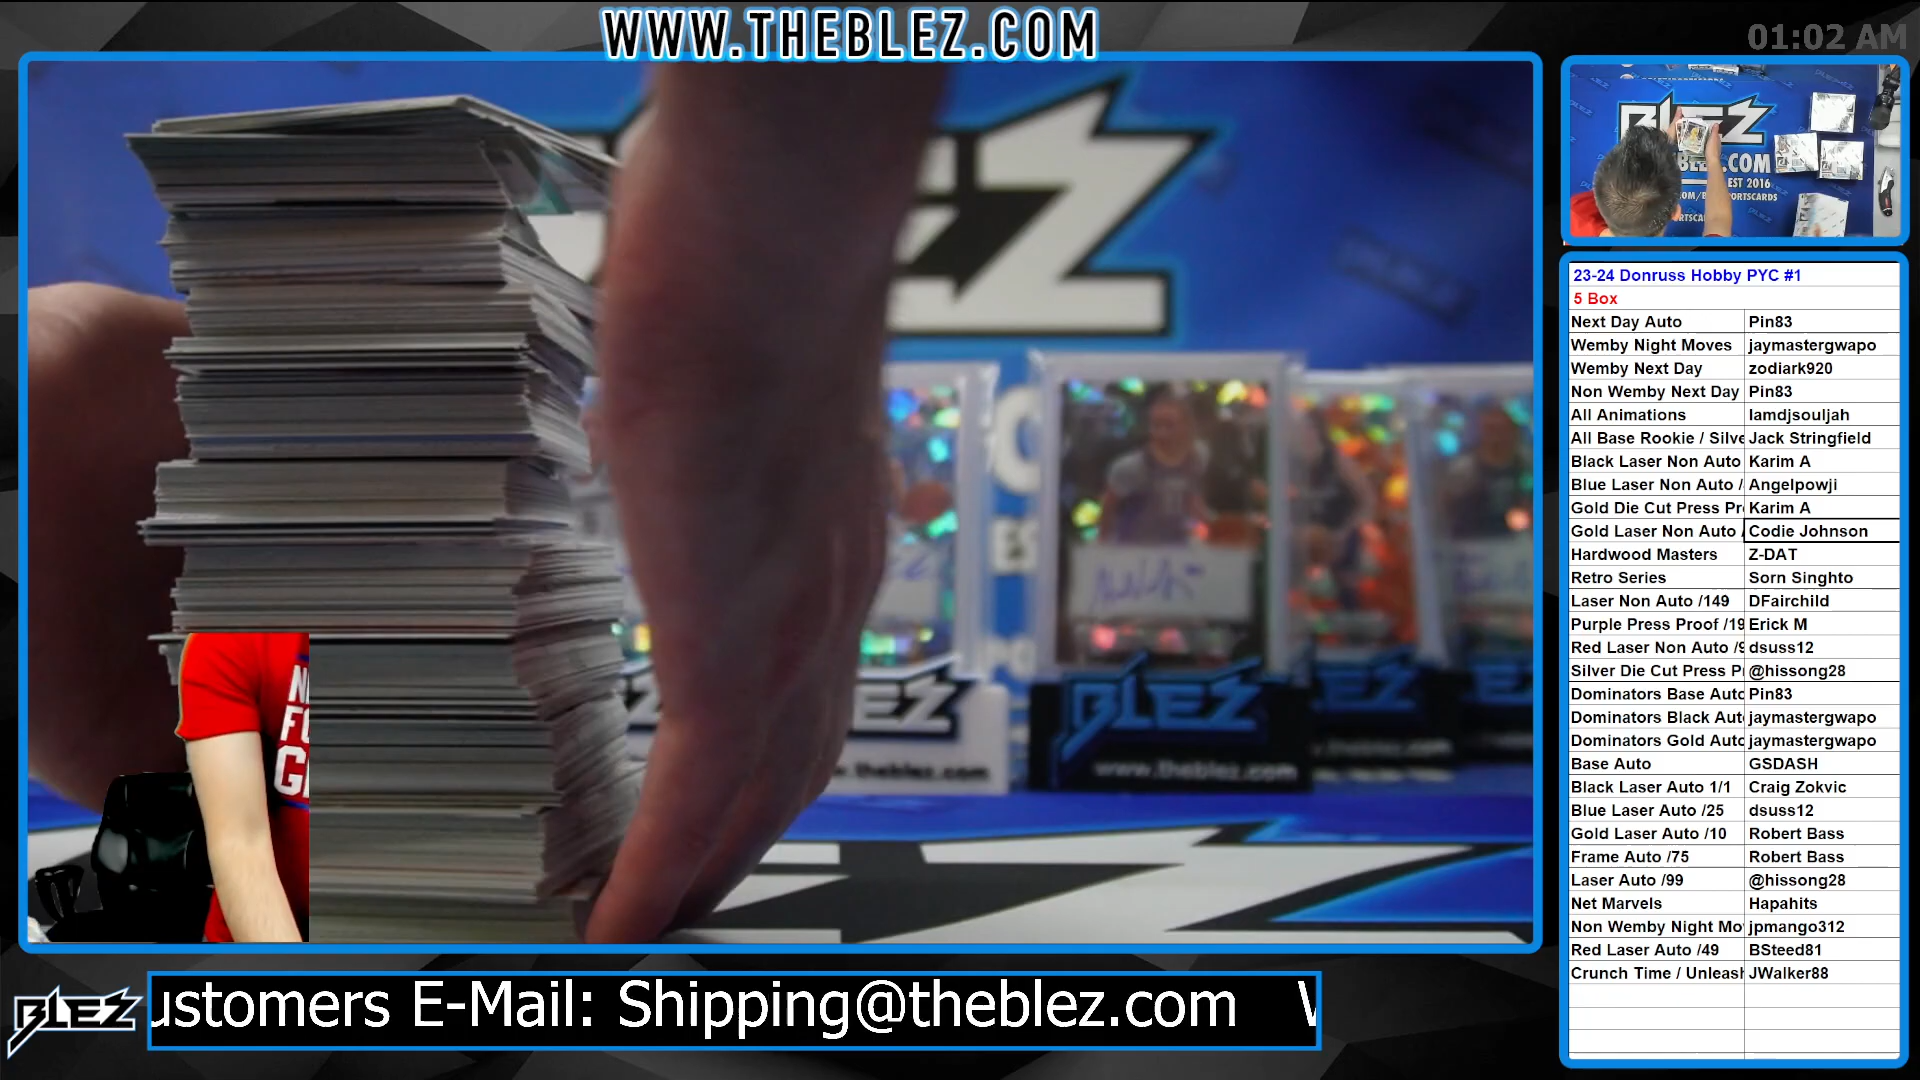 WWW.THEBLEZ.COM
01:02 AM
BLEZ
.COM
EST 2016
23-24 Donruss Hobby PYC #1
5 Box
Next Day Auto Pin83
Wemby Night Moves jaymastergwapo
Wemby Next Day zodiark920
Non Wemby Next Day Pin83
All Animations Iamdjsouljah
All Base Rookie / Silve Jack Stringfield
Black Laser Non Auto Karim A
Blue Laser Non Auto / Angelpowji
Gold Die Cut Press Pr Karim A
Gold Laser Non Auto / Codie Johnson
Hardwood Masters Z-DAT
Retro Series Sorn Singhto
Laser Non Auto /149 DFairchild
Purple Press Proof /19 Erick M
Red Laser Non Auto /9 dsuss12
Silver Die Cut Press P @hissong28
Dominators Base Auto Pin83
Dominators Black Aut jaymastergwapo
Dominators Gold Auto jaymastergwapo
Base Auto GSDASH
Black Laser Auto 1/1 Craig Zokvic
Blue Laser Auto /25 dsuss12
Gold Laser Auto /10 Robert Bass
Frame Auto /75 Robert Bass
Laser Auto /99 @hissong28
Net Marvels Hapahits
Non Wemby Night Mo jpmango312
Red Laser Auto /49 BSteed81
Crunch Time / Unleash JWalker88
BLEZ
www.theblez.com
BLEZ
ustomers E-Mail: Shipping@theblez.com